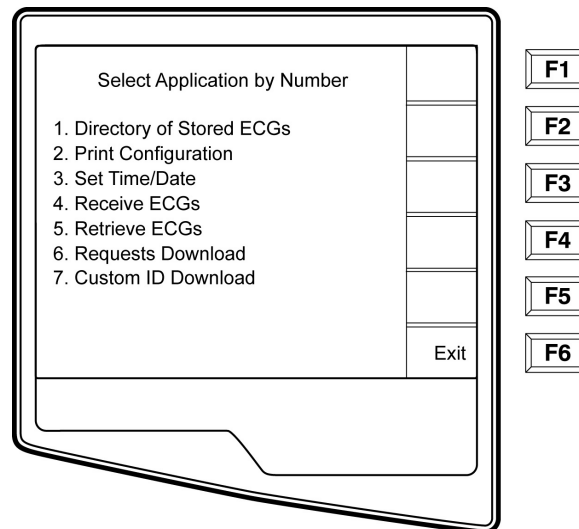 Select Application by Number
1. Directory of Stored ECGs
2. Print Configuration
3. Set Time/Date
4. Receive ECGs
5. Retrieve ECGs
6. Requests Download
7. Custom ID Download
Exit
F1
F2
F3
F4
F5
F6